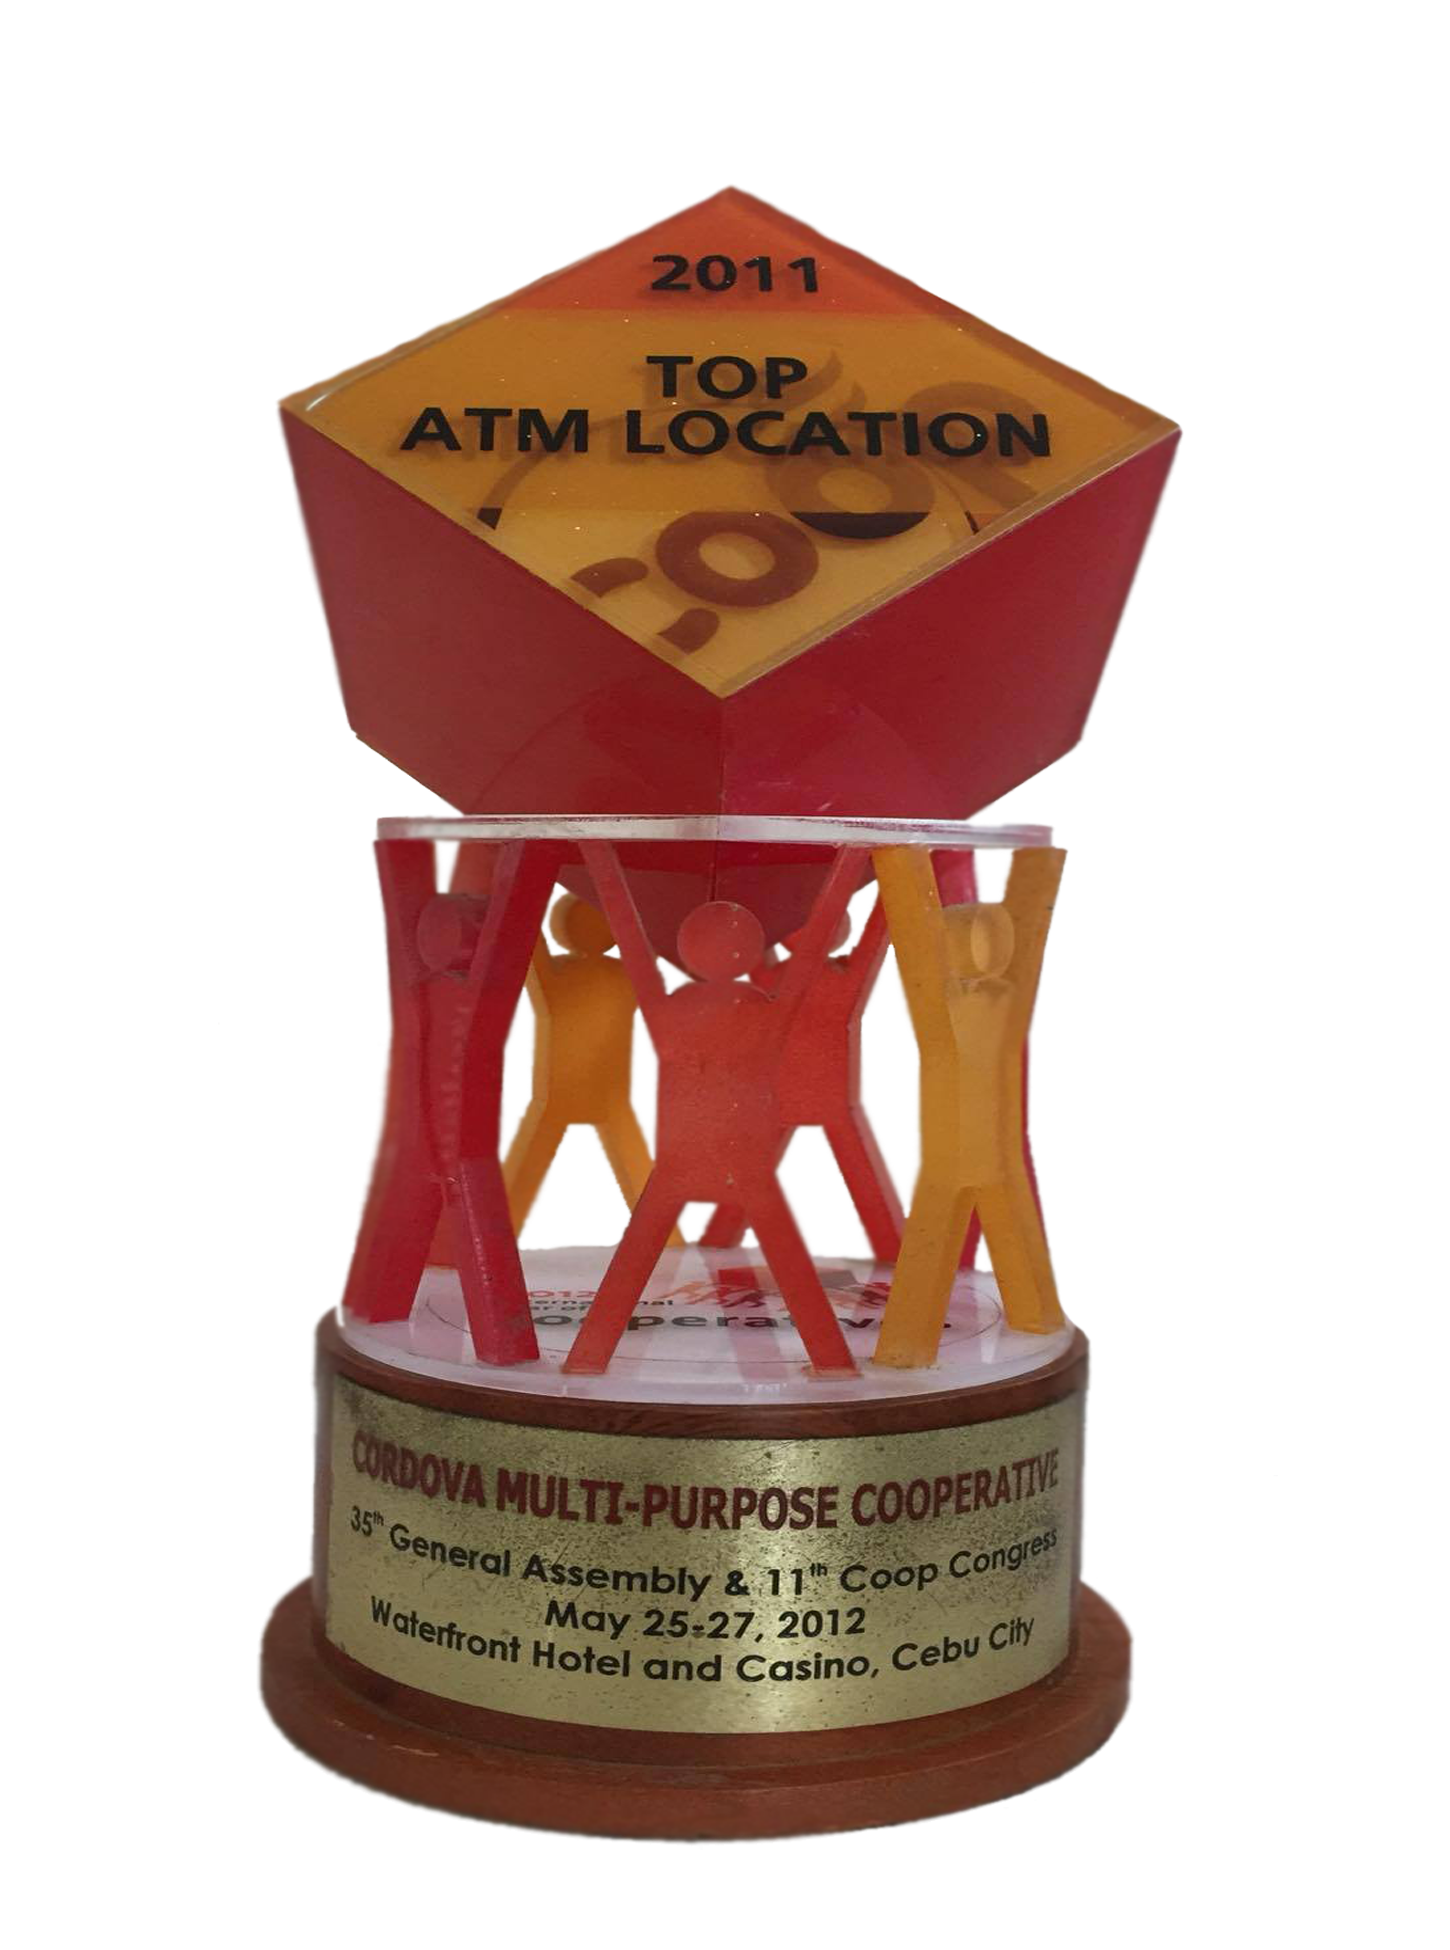 2011
TOP
ATM LOCATION
CORDOVA MULTI-PURPOSE COOPERATIVE
35th General Assembly & 11th Coop Congress
May 25-27, 2012
Waterfront Hotel and Casino, Cebu City